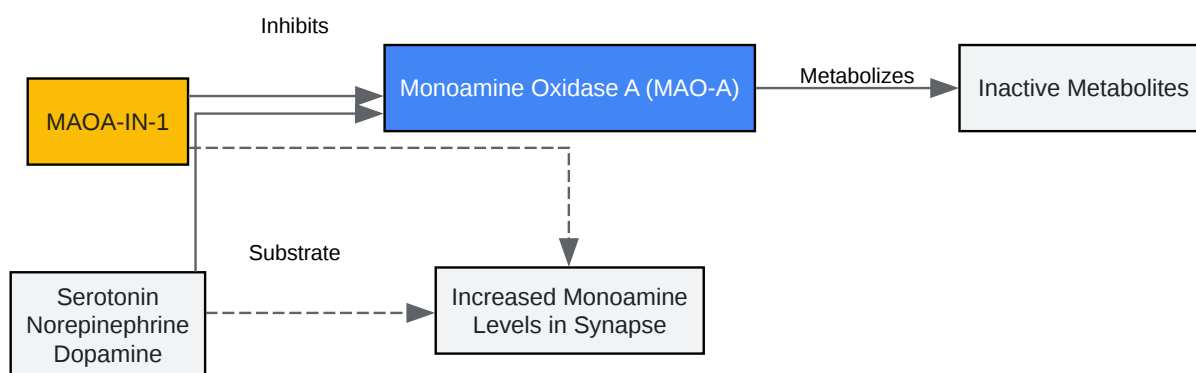 Inhibits
Monoamine Oxidase A (MAO-A)
Metabolizes
Inactive Metabolites
MAOA-IN-1
Substrate
Serotonin
Norepinephrine
Dopamine
Increased Monoamine
Levels in Synapse